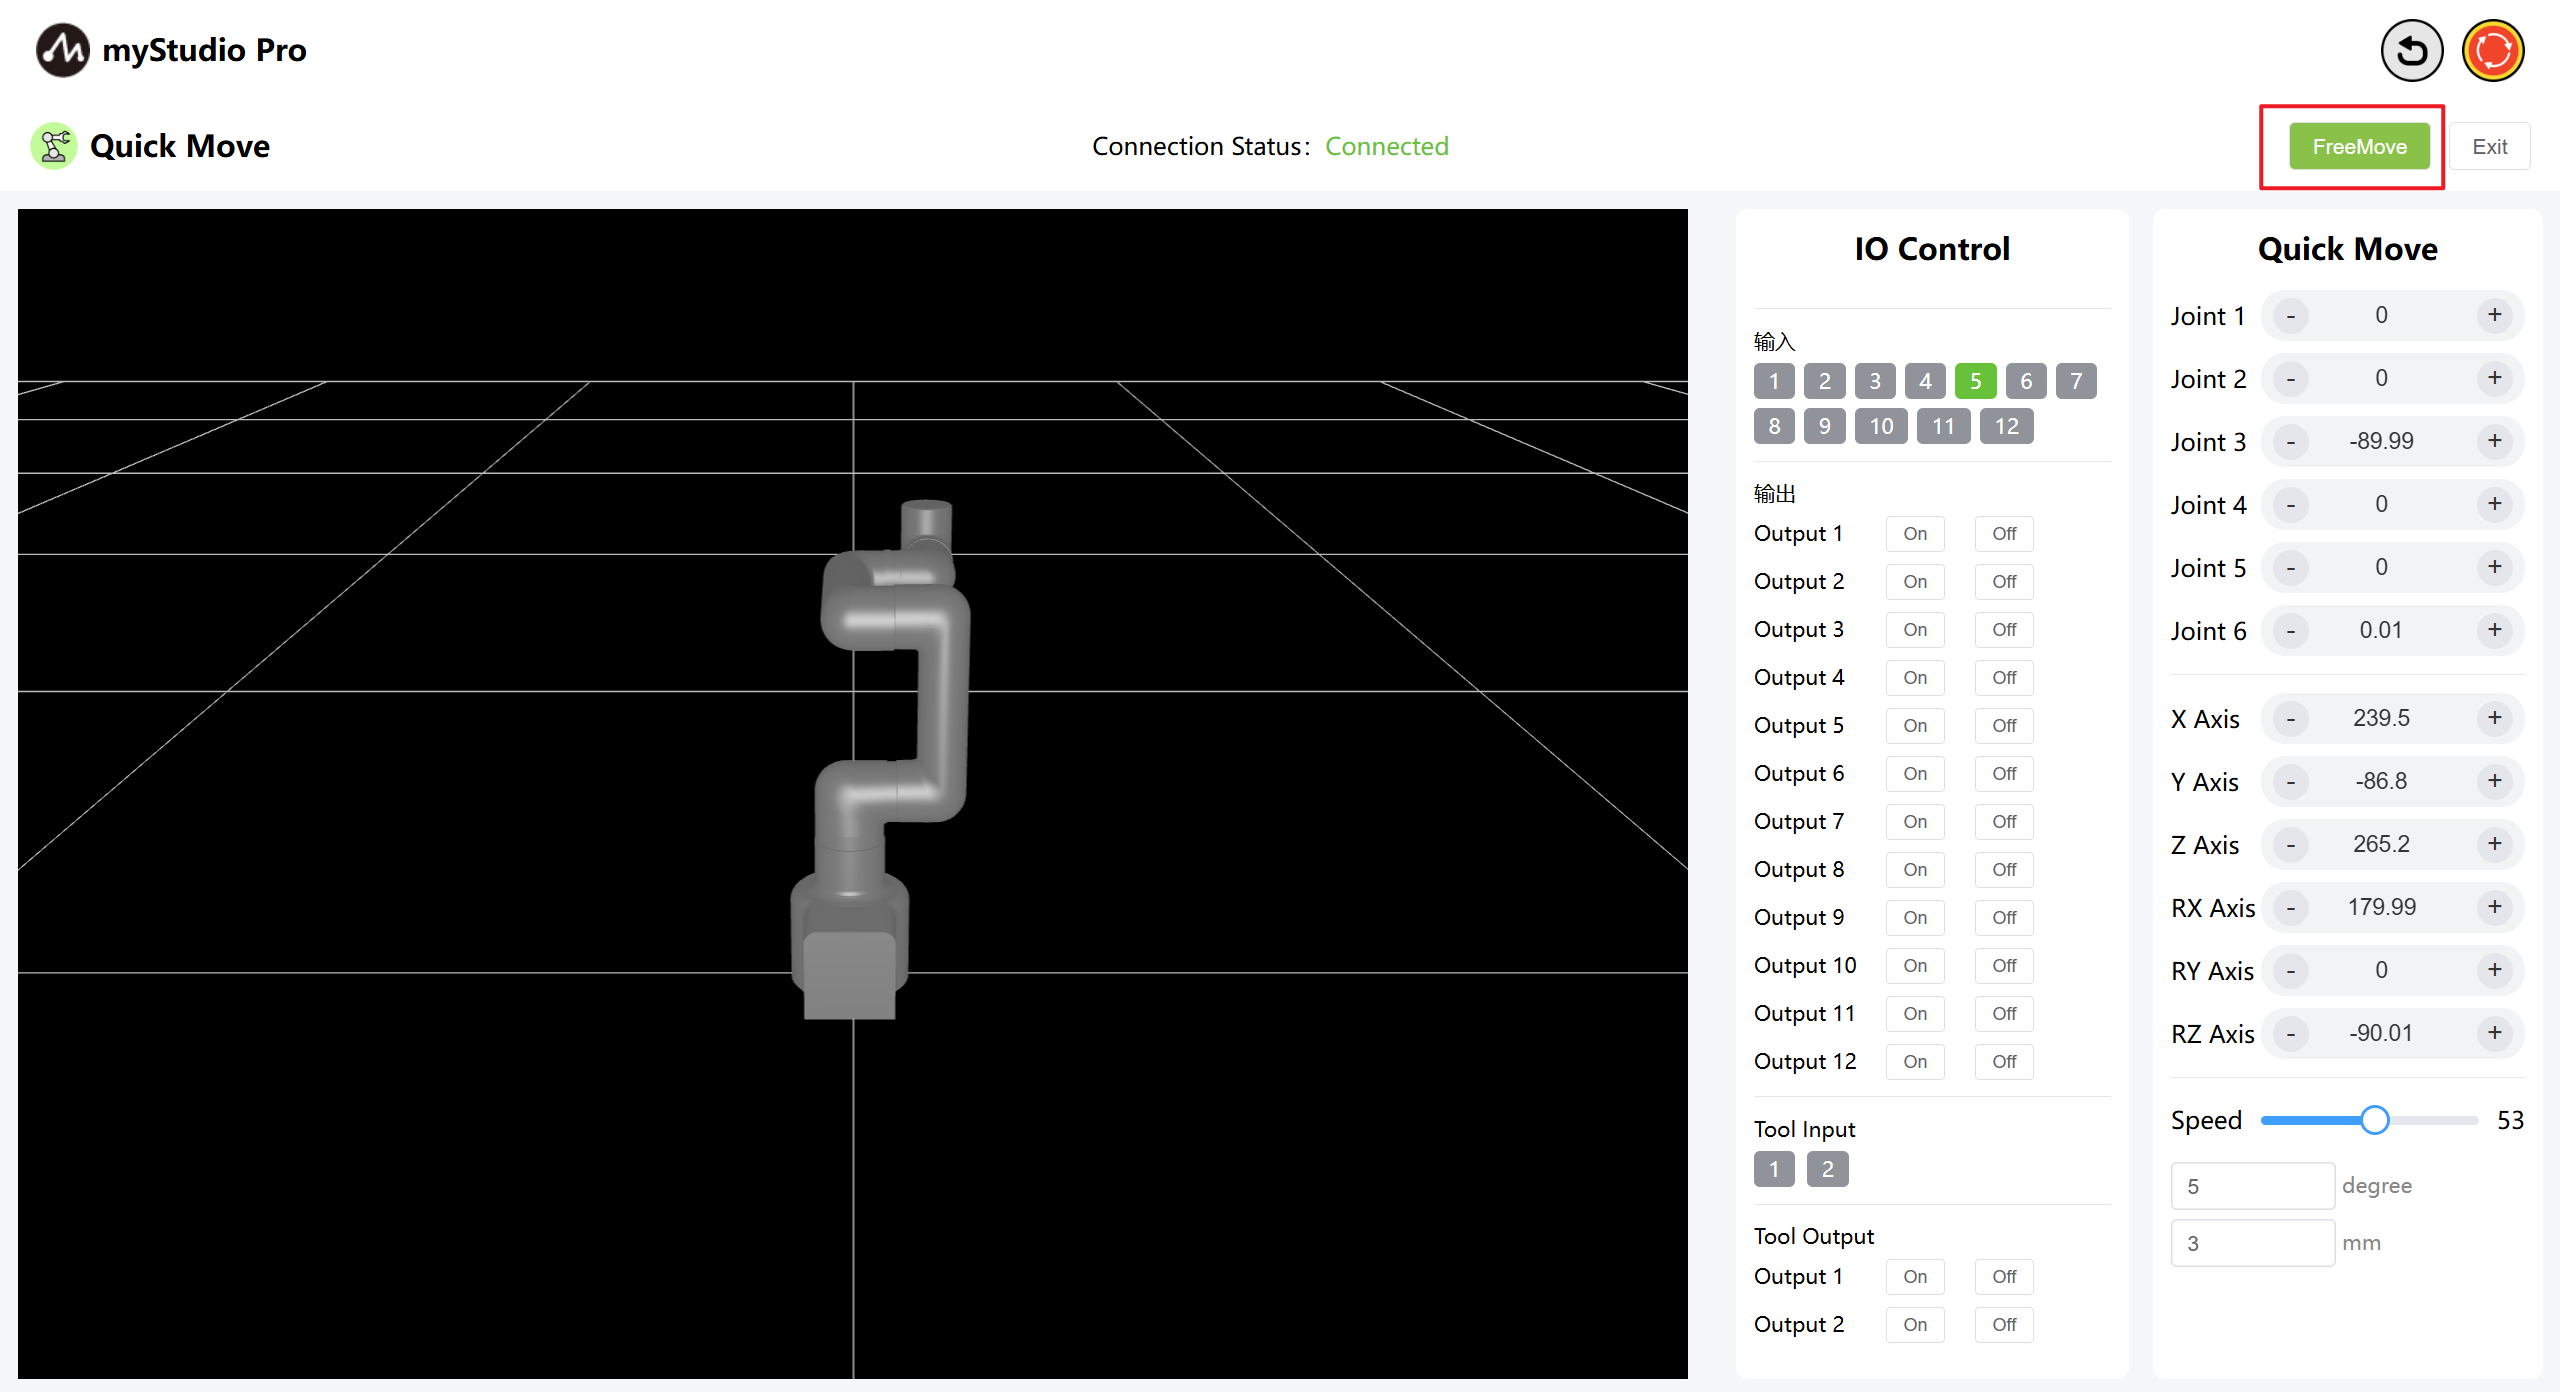 myStudio Pro
Quick Move
Connection Status： Connected
FreeMove
Exit
IO Control
输入
1 2 3 4 5 6 7
8 9 10 11 12
输出
Output 1 On Off
Output 2 On Off
Output 3 On Off
Output 4 On Off
Output 5 On Off
Output 6 On Off
Output 7 On Off
Output 8 On Off
Output 9 On Off
Output 10 On Off
Output 11 On Off
Output 12 On Off
Tool Input
1 2
Tool Output
Output 1 On Off
Output 2 On Off
Quick Move
Joint 1 - 0 +
Joint 2 - 0 +
Joint 3 - -89.99 +
Joint 4 - 0 +
Joint 5 - 0 +
Joint 6 - 0.01 +
X Axis - 239.5 +
Y Axis - -86.8 +
Z Axis - 265.2 +
RX Axis - 179.99 +
RY Axis - 0 +
RZ Axis - -90.01 +
Speed 53
5 degree
3 mm